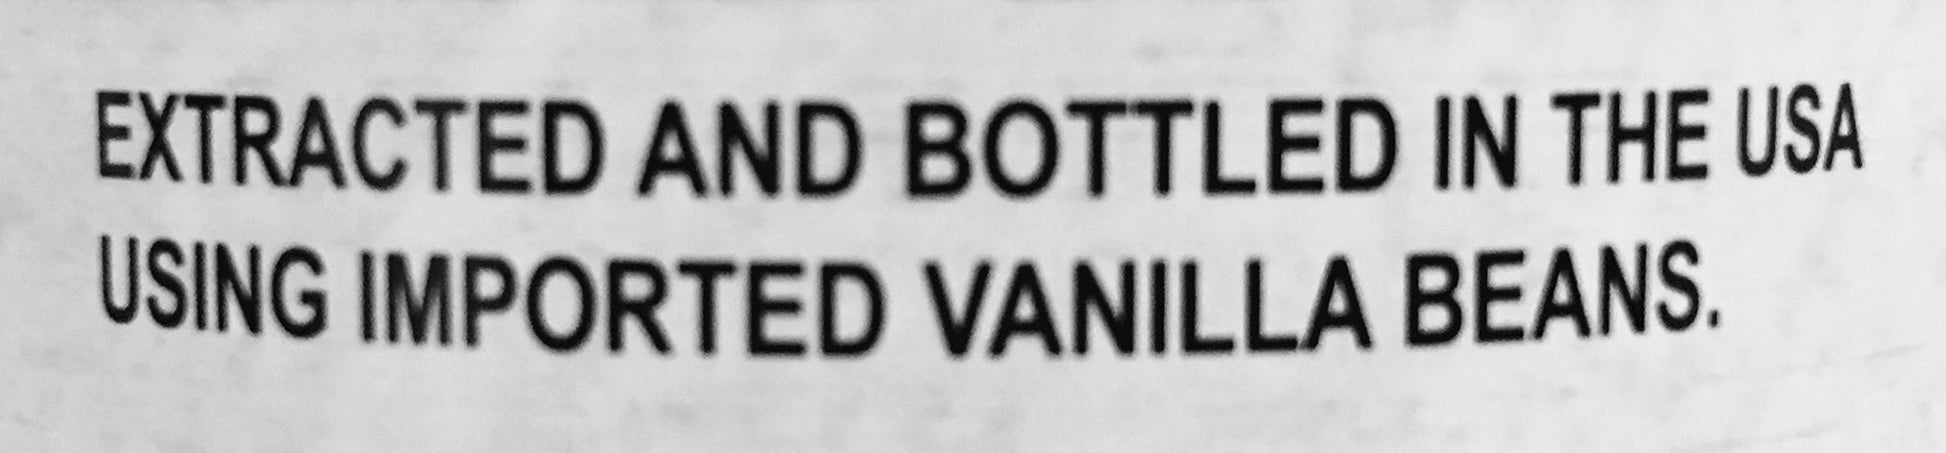 EXTRACTED AND BOTTLED IN THE USA
USING IMPORTED VANILLA BEANS.